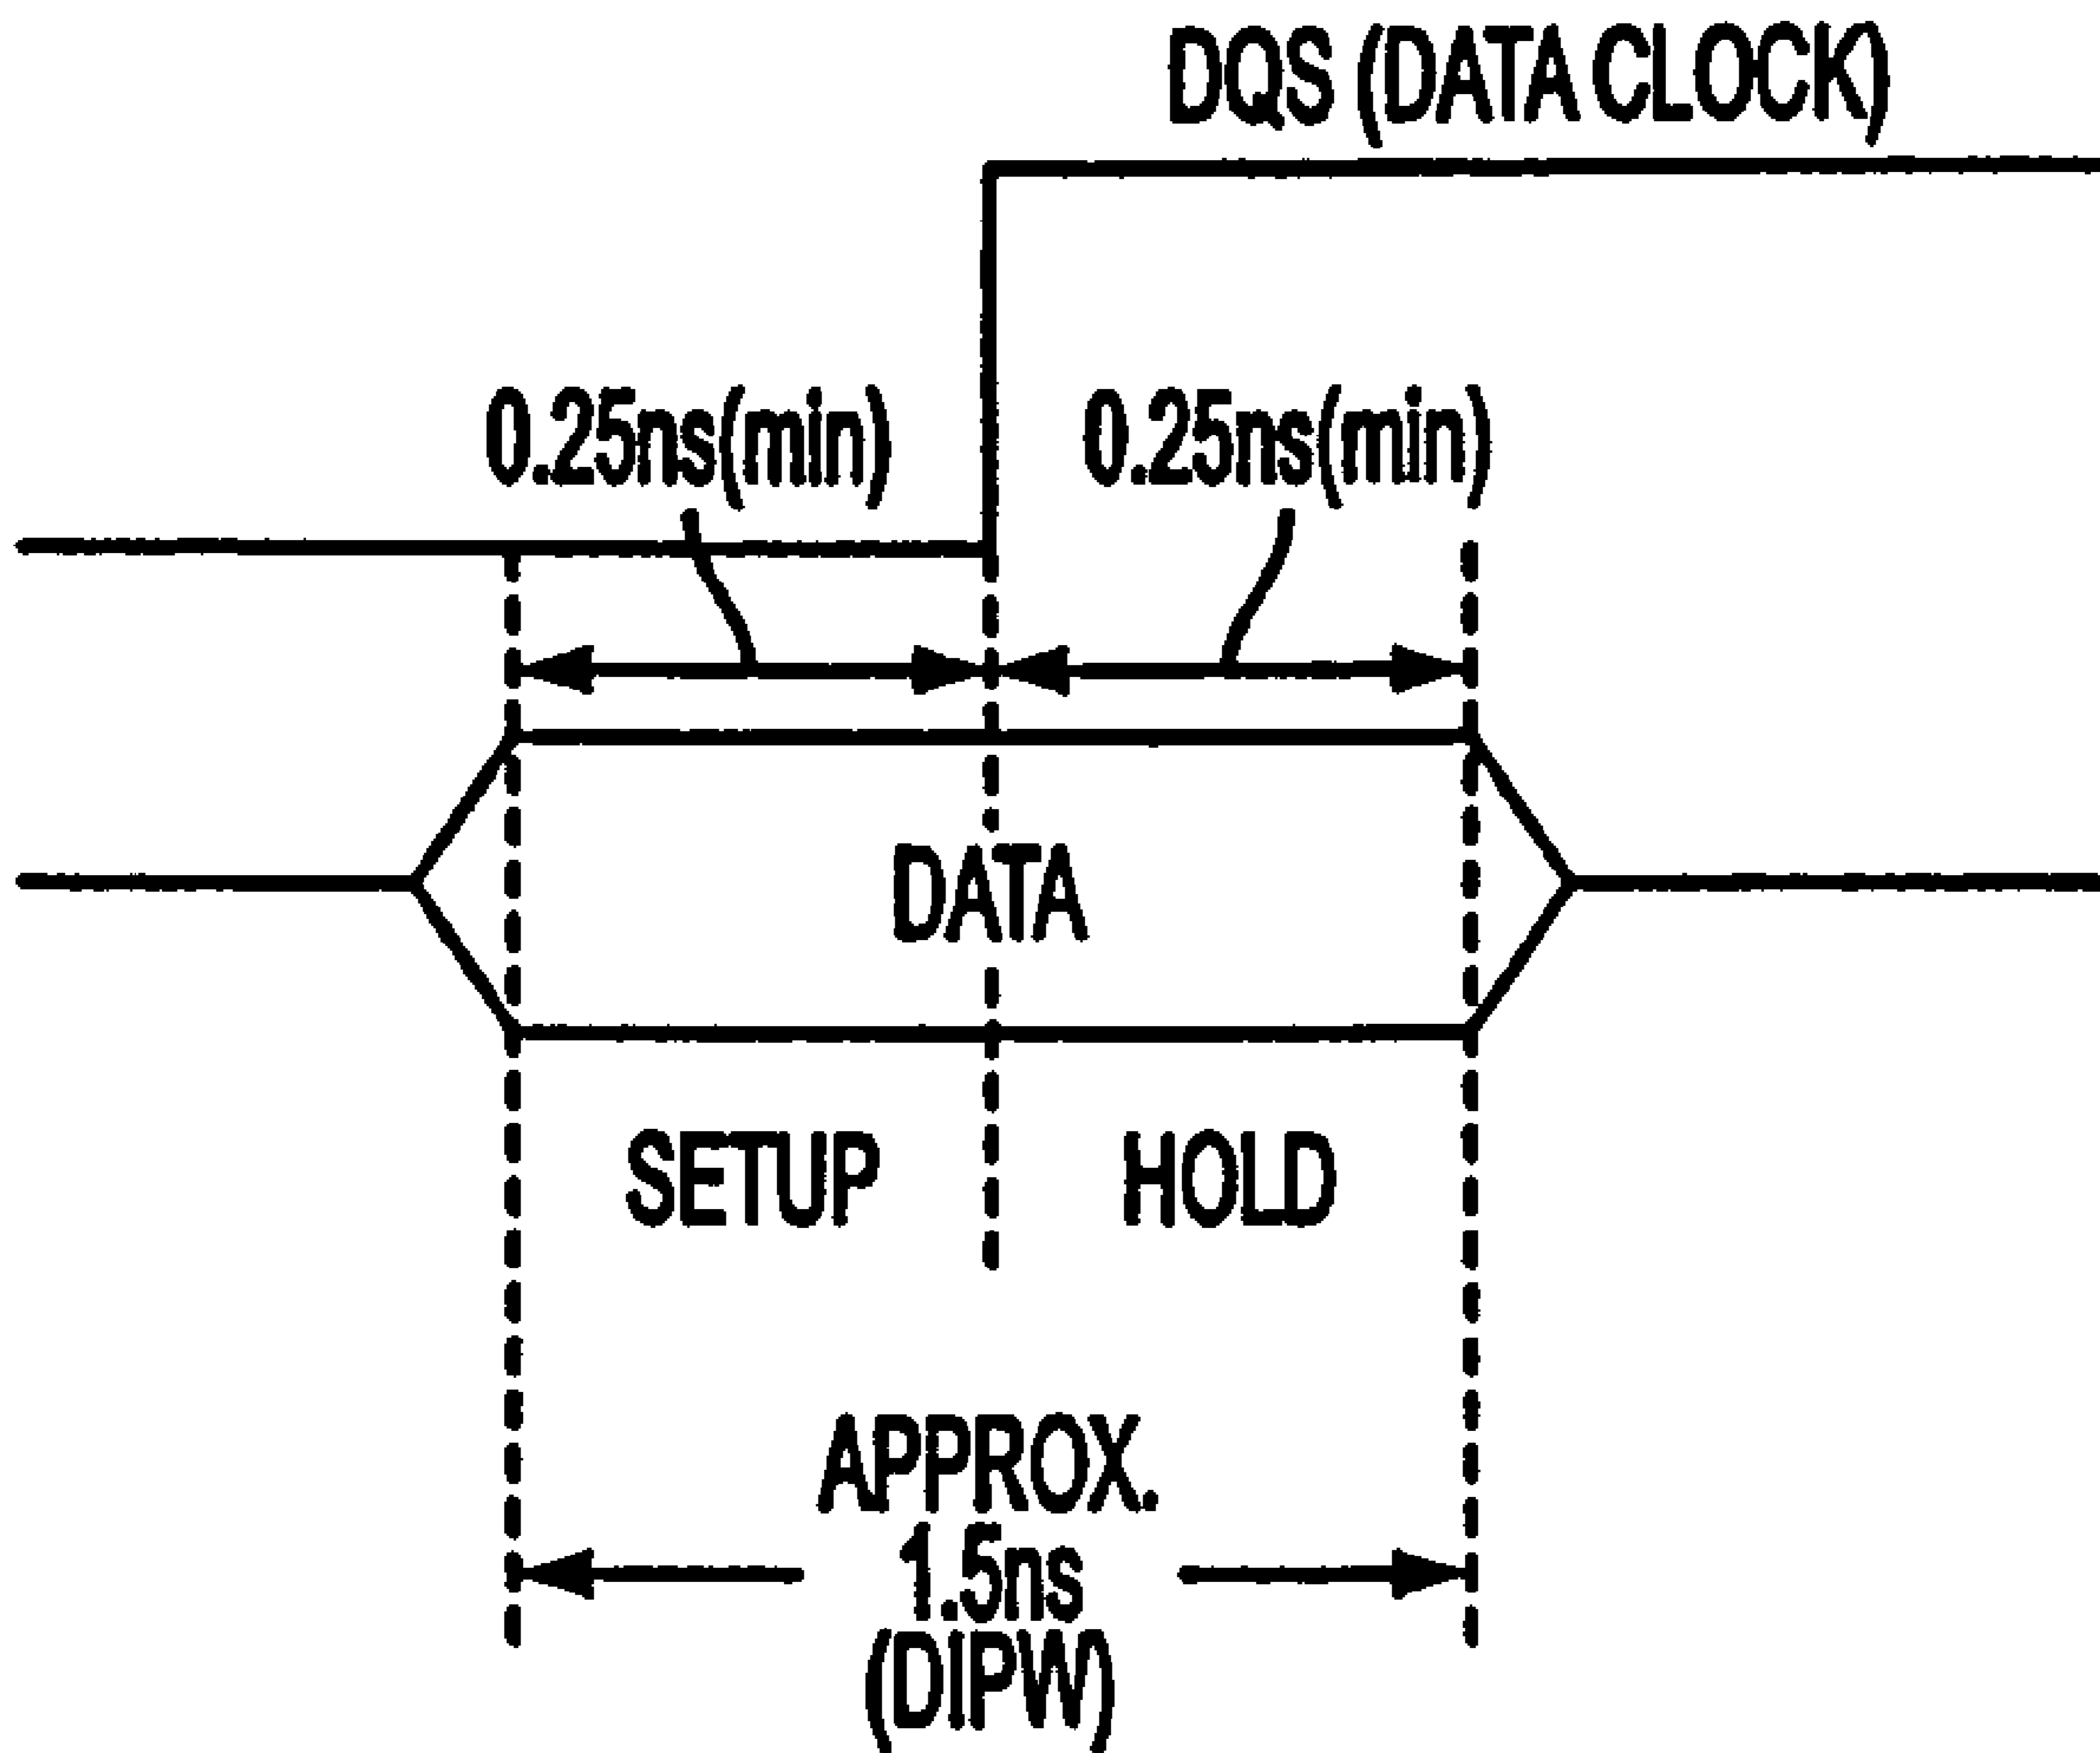 DQS (DATA CLOCK)
0.25ns(min)
0.25ns(min)
DATA
SETUP
HOLD
APPROX.
1.5ns
(DIPW)